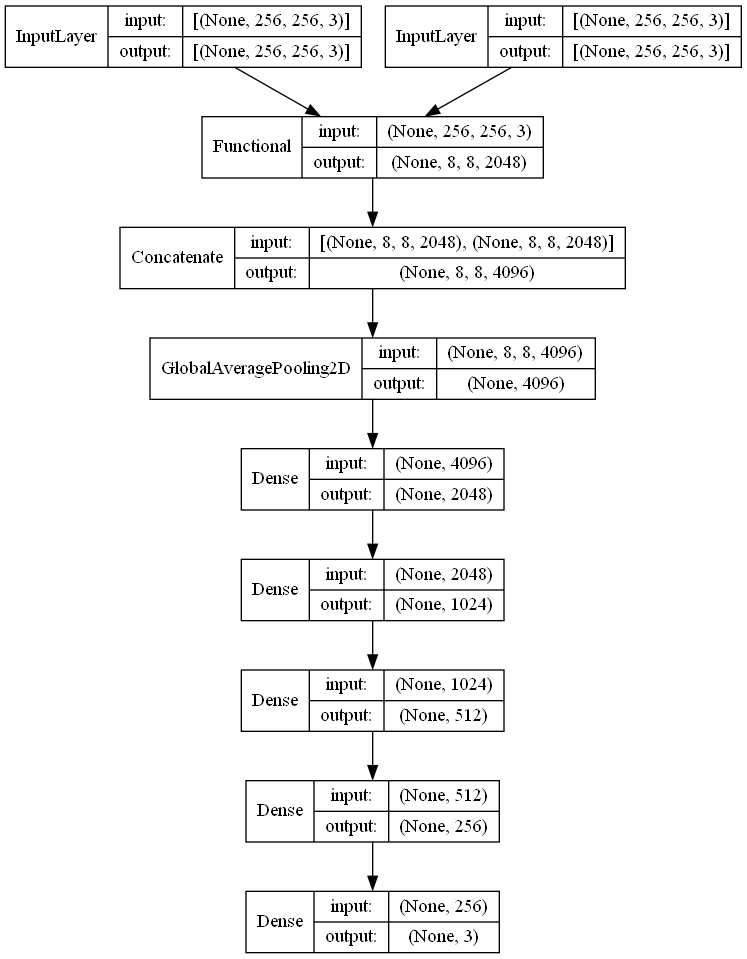 InputLayer input: [(None, 256, 256, 3)]
output: [(None, 256, 256, 3)]
InputLayer input: [(None, 256, 256, 3)]
output: [(None, 256, 256, 3)]
Functional input: (None, 256, 256, 3)
output: (None, 8, 8, 2048)
Concatenate input: [(None, 8, 8, 2048), (None, 8, 8, 2048)]
output: (None, 8, 8, 4096)
GlobalAveragePooling2D input: (None, 8, 8, 4096)
output: (None, 4096)
Dense input: (None, 4096)
output: (None, 2048)
Dense input: (None, 2048)
output: (None, 1024)
Dense input: (None, 1024)
output: (None, 512)
Dense input: (None, 512)
output: (None, 256)
Dense input: (None, 256)
output: (None, 3)